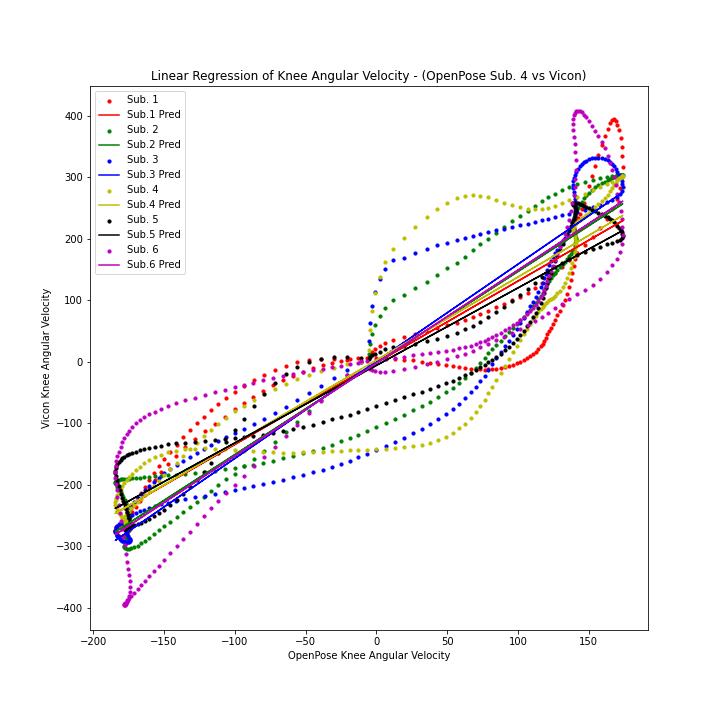 Linear Regression of Knee Angular Velocity - (OpenPose Sub. 4 vs Vicon)
Sub. 1
Sub.1 Pred
Sub. 2
Sub.2 Pred
Sub. 3
Sub.3 Pred
Sub. 4
Sub.4 Pred
Sub. 5
Sub.5 Pred
Sub. 6
Sub.6 Pred
400
300
200
100
0
−100
−200
−300
−400
Vicon Knee Angular Velocity
−200
−150
−100
−50
0
50
100
150
OpenPose Knee Angular Velocity